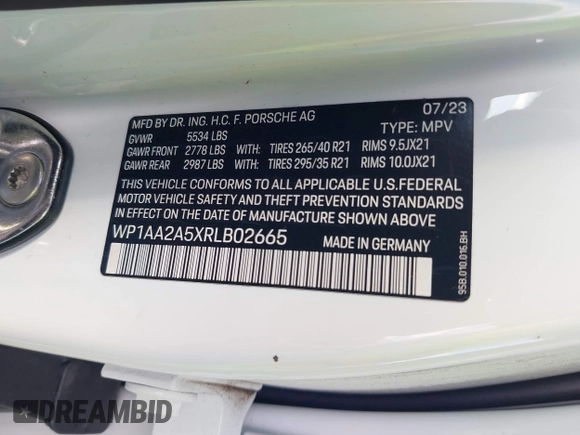 MFD BY DR. ING. H.C. F. PORSCHE AG 07/23
GVWR 5534 LBS TYPE: MPV
GAWR FRONT 2778 LBS WITH: TIRES 265/40 R21 RIMS 9.5JX21
GAWR REAR 2987 LBS WITH: TIRES 295/35 R21 RIMS 10.0JX21
THIS VEHICLE CONFORMS TO ALL APPLICABLE U.S.FEDERAL
MOTOR VEHICLE SAFETY AND THEFT PREVENTION STANDARDS
IN EFFECT ON THE DATE OF MANUFACTURE SHOWN ABOVE
WP1AA2A5XRLB02665 MADE IN GERMANY
95B.010.016.BH
DREAMBID